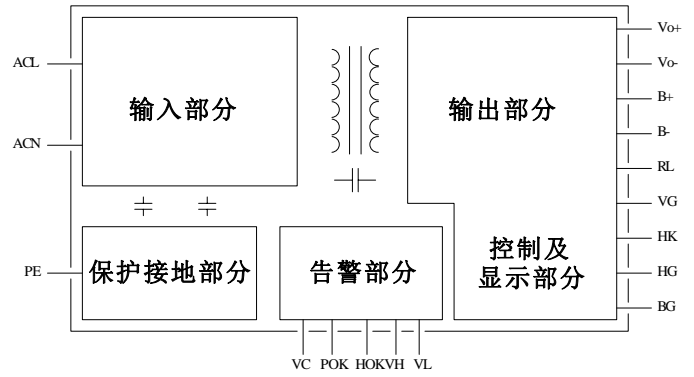 Vo+
ACL
Vo-
输入部分
输出部分
B+
B-
ACN
RL
VG
HK
控制及
显示部分
PE
保护接地部分
告警部分
HG
BG
VC POK HOK VH VL